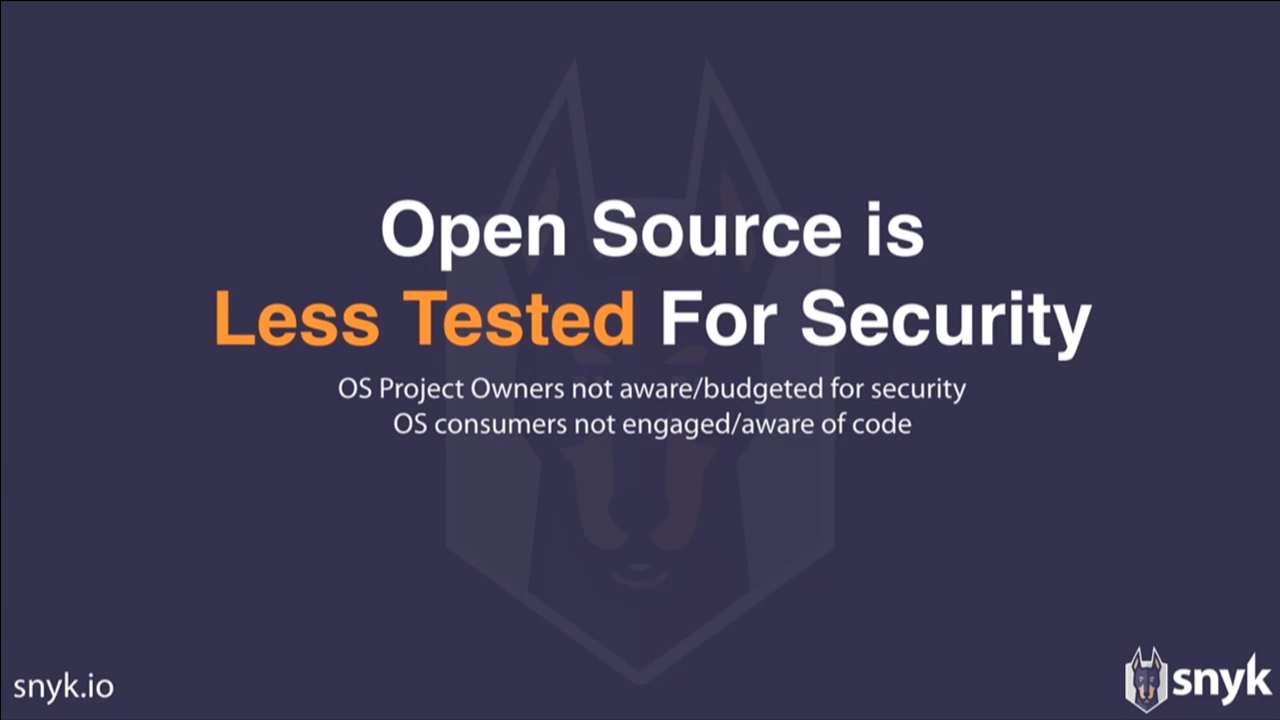 Open Source is
Less Tested For Security
OS Project Owners not aware/budgeted for security
OS consumers not engaged/aware of code
snyk.io
snyk